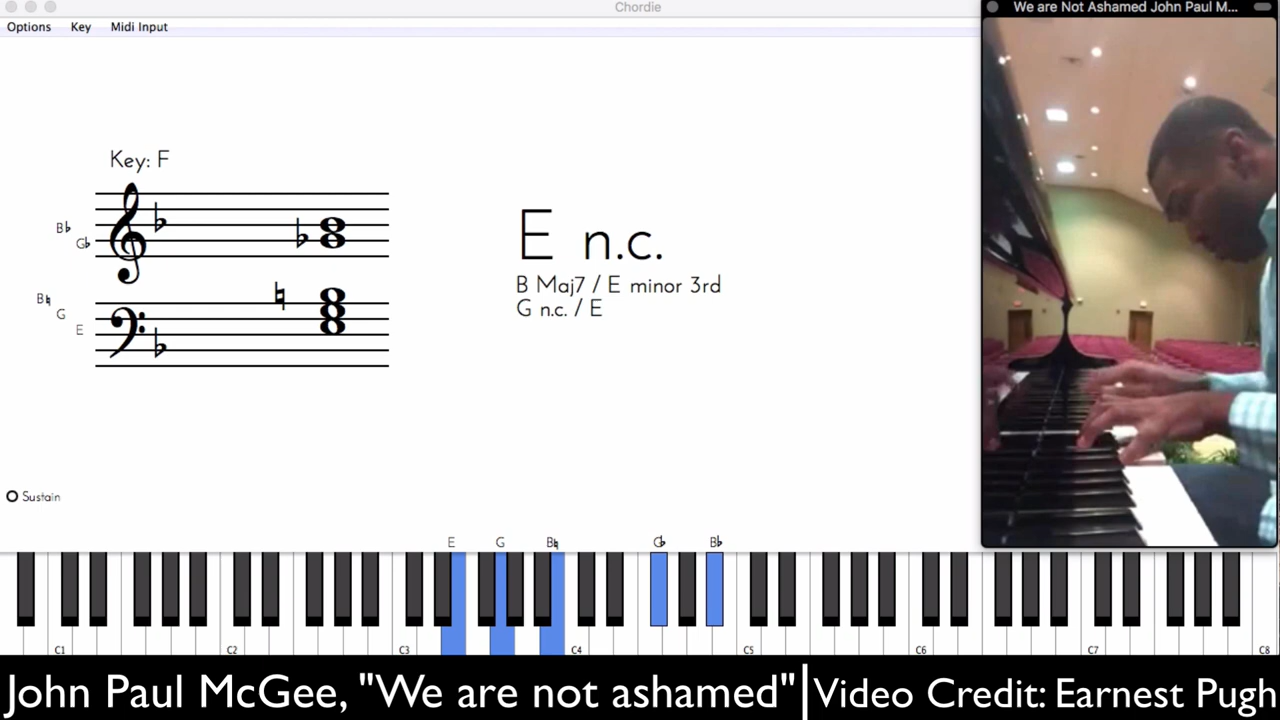 Chordie
We are Not Ashamed John Paul M...
Options Key Midi Input
Key: F
B♭
G♭
B♮
G
E
E n.c.
B Maj7 / E minor 3rd
G n.c. / E
Sustain
E G B♮ G♭ B♭
C1 C2 C3 C4 C5 C6 C7 C8
John Paul McGee, "We are not ashamed" Video Credit: Earnest Pugh